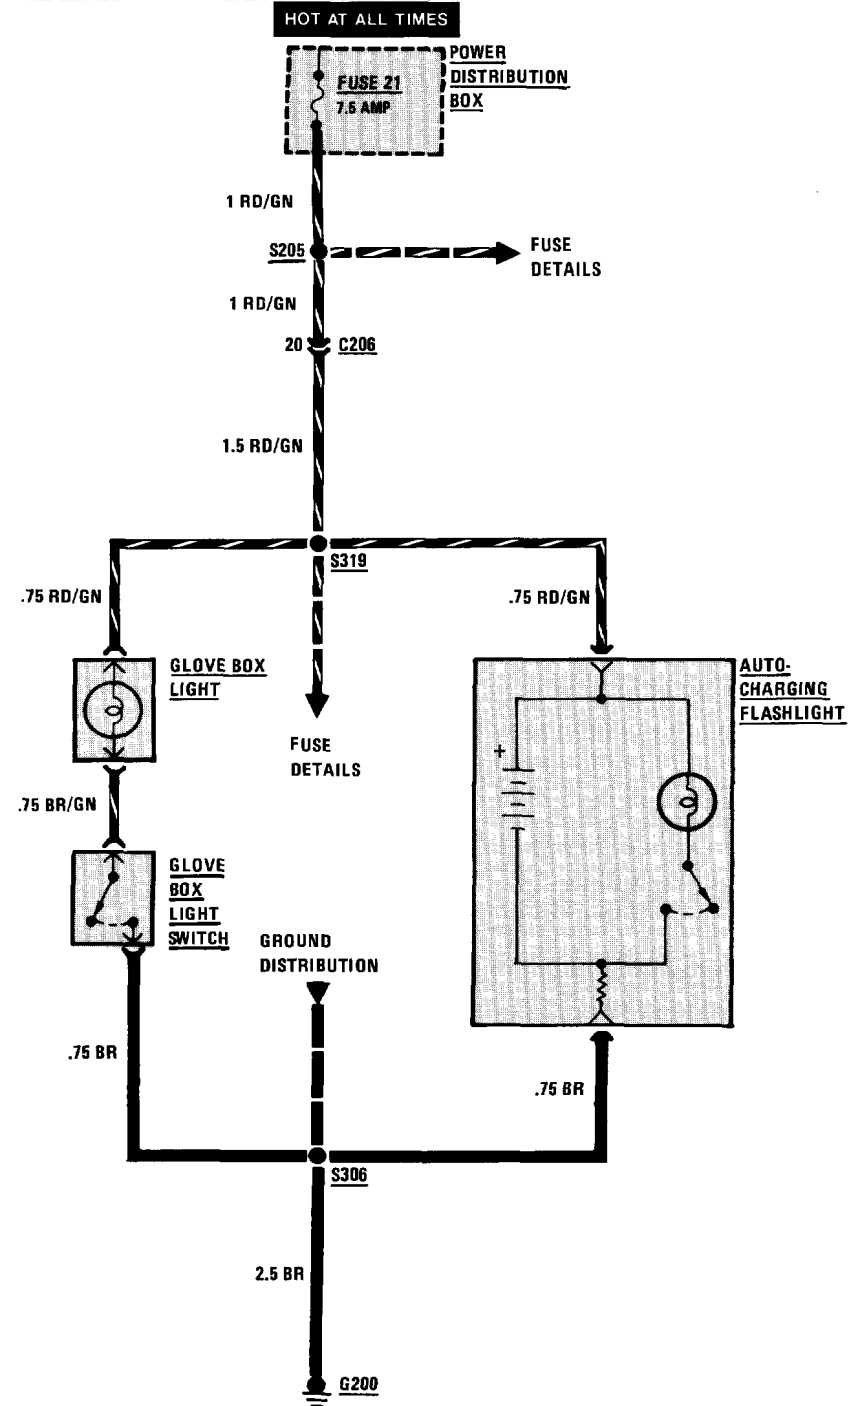 HOT AT ALL TIMES
POWER
DISTRIBUTION
BOX
FUSE 21
7.5 AMP
1 RD/GN
S205
FUSE
DETAILS
1 RD/GN
20
C206
1.5 RD/GN
S319
.75 RD/GN
.75 RD/GN
GLOVE BOX
LIGHT
AUTO-
CHARGING
FLASHLIGHT
FUSE
DETAILS
+
.75 BR/GN
GLOVE
BOX
LIGHT
SWITCH
GROUND
DISTRIBUTION
.75 BR
.75 BR
S306
2.5 BR
G200